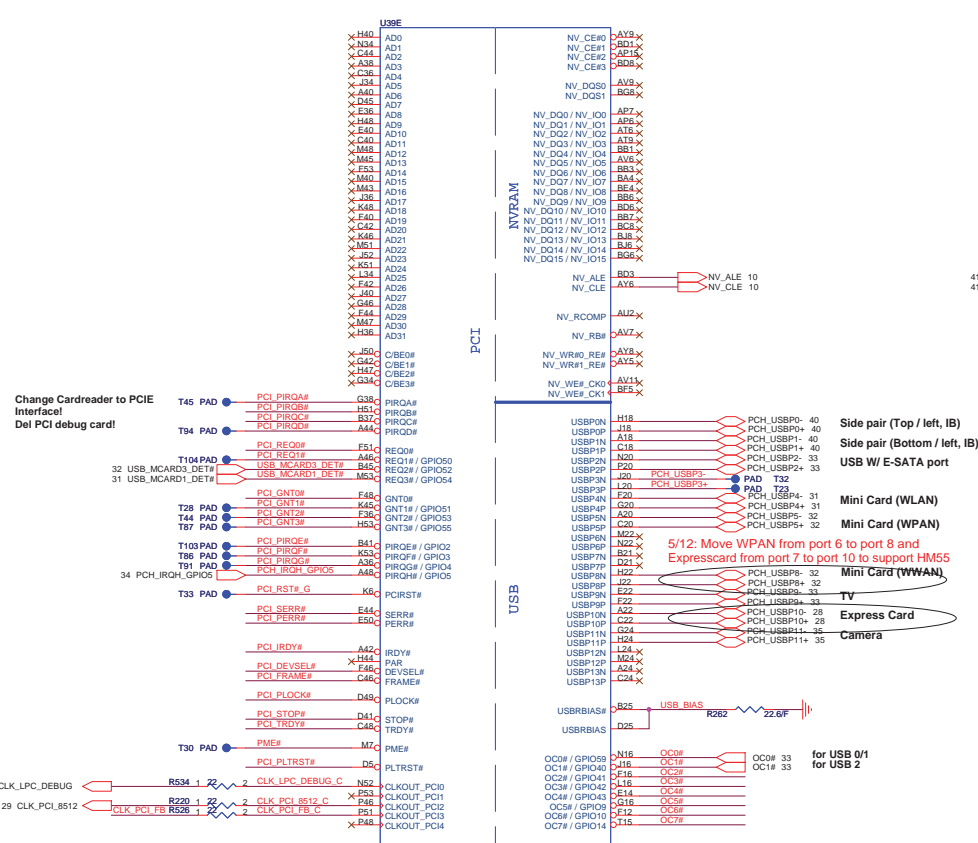 U39E
H40 AD0
N34 AD1
C44 AD2
A38 AD3
C36 AD4
J34 AD5
A40 AD6
D45 AD7
E36 AD8
H48 AD9
E40 AD10
C40 AD11
M48 AD12
M45 AD13
F53 AD14
M40 AD15
M43 AD16
J36 AD17
K48 AD18
F40 AD19
C42 AD20
K46 AD21
M51 AD22
J52 AD23
K51 AD24
L34 AD25
F42 AD26
J40 AD27
G46 AD28
F44 AD29
M47 AD30
H36 AD31
J50 C/BE0#
G42 C/BE1#
H47 C/BE2#
G34 C/BE3#
Change Cardreader to PCIE
Interface!
Del PCI debug card!
T45 PAD PCI_PIRQA# G38 PIRQA#
PCI_PIRQB# H51 PIRQB#
PCI_PIRQC# B37 PIRQC#
T94 PAD PCI_PIRQD# A44 PIRQD#
PCI_REQ0# F51 REQ0#
T104 PAD PCI_REQ1# A46 REQ1# / GPIO50
32 USB_MCARD3_DET# USB_MCARD3_DET# B45 REQ2# / GPIO52
31 USB_MCARD1_DET# USB_MCARD1_DET# M53 REQ3# / GPIO54
PCI_GNT0# F48 GNT0#
T28 PAD PCI_GNT1# K45 GNT1# / GPIO51
T44 PAD PCI_GNT2# F36 GNT2# / GPIO53
T87 PAD PCI_GNT3# H53 GNT3# / GPIO55
T103 PAD PCI_PIRQE# B41 PIRQE# / GPIO2
T86 PAD PCI_PIRQF# K53 PIRQF# / GPIO3
T91 PAD PCI_PIRQG# A36 PIRQG# / GPIO4
34 PCH_IRQH_GPIO5 PCH_IRQH_GPIO5 A48 PIRQH# / GPIO5
T33 PAD PCI_RST#_G K6 PCIRST#
PCI_SERR# E44 SERR#
PCI_PERR# E50 PERR#
PCI_IRDY# A42 IRDY#
H44 PAR
PCI_DEVSEL# F46 DEVSEL#
PCI_FRAME# C46 FRAME#
PCI_PLOCK# D49 PLOCK#
PCI_STOP# D41 STOP#
PCI_TRDY# C48 TRDY#
T30 PAD PME# M7 PME#
PCI_PLTRST# D5 PLTRST#
CLK_LPC_DEBUG R534 1 22 2 CLK_LPC_DEBUG_C N52 CLKOUT_PCI0
P53 CLKOUT_PCI1
29 CLK_PCI_8512 R220 1 22 2 CLK_PCI_8512_C P46 CLKOUT_PCI2
CLK_PCI_FB R526 1 22 2 CLK_PCI_FB_C P51 CLKOUT_PCI3
P48 CLKOUT_PCI4
PCI
NVRAM
USB
NV_CE#0 AY9
NV_CE#1 BD1
NV_CE#2 AP15
NV_CE#3 BD8
NV_DQS0 AV9
NV_DQS1 BG8
NV_DQ0 / NV_IO0 AP7
NV_DQ1 / NV_IO1 AP6
NV_DQ2 / NV_IO2 AT6
NV_DQ3 / NV_IO3 AT9
NV_DQ4 / NV_IO4 BB1
NV_DQ5 / NV_IO5 AV6
NV_DQ6 / NV_IO6 BB3
NV_DQ7 / NV_IO7 BA4
NV_DQ8 / NV_IO8 BE4
NV_DQ9 / NV_IO9 BB6
NV_DQ10 / NV_IO10 BD6
NV_DQ11 / NV_IO11 BB7
NV_DQ12 / NV_IO12 BC8
NV_DQ13 / NV_IO13 BJ8
NV_DQ14 / NV_IO14 BJ6
NV_DQ15 / NV_IO15 BG6
NV_ALE BD3 NV_ALE 10
NV_CLE AY6 NV_CLE 10
41
41
NV_RCOMP AU2
NV_RB# AV7
NV_WR#0_RE# AY8
NV_WR#1_RE# AY5
NV_WE#_CK0 AV11
NV_WE#_CK1 BF5
USBP0N H18 PCH_USBP0- 40
USBP0P J18 PCH_USBP0+ 40 Side pair (Top / left, IB)
USBP1N A18 PCH_USBP1- 40
USBP1P C18 PCH_USBP1+ 40 Side pair (Bottom / left, IB)
USBP2N N20 PCH_USBP2- 33
USBP2P P20 PCH_USBP2+ 33 USB W/ E-SATA port
USBP3N J20 PCH_USBP3- PAD T32
USBP3P L20 PCH_USBP3+ PAD T23
USBP4N F20 PCH_USBP4- 31
USBP4P G20 PCH_USBP4+ 31 Mini Card (WLAN)
USBP5N A20 PCH_USBP5- 32
USBP5P C20 PCH_USBP5+ 32 Mini Card (WPAN)
USBP6N M22
USBP6P N22
USBP7N B21
USBP7P D21
5/12: Move WPAN from port 6 to port 8 and
Expresscard from port 7 to port 10 to support HM55
USBP8N H22 PCH_USBP8- 32 Mini Card (WWAN)
USBP8P J22 PCH_USBP8+ 32
USBP9N E22 PCH_USBP9- 33 TV
USBP9P F22 PCH_USBP9+ 33
USBP10N A22 PCH_USBP10- 28 Express Card
USBP10P C22 PCH_USBP10+ 28
USBP11N G24 PCH_USBP11- 35 Camera
USBP11P H24 PCH_USBP11+ 35
USBP12N L24
USBP12P M24
USBP13N A24
USBP13P C24
USBRBIAS# B25 USB_BIAS R262 22.6/F
USBRBIAS D25
OC0# / GPIO59 N16 OC0# OC0# 33 for USB 0/1
OC1# / GPIO40 J16 OC1# OC1# 33 for USB 2
OC2# / GPIO41 F16 OC2#
OC3# / GPIO42 L16 OC3#
OC4# / GPIO43 E14 OC4#
OC5# / GPIO9 G16 OC5#
OC6# / GPIO10 F12 OC6#
OC7# / GPIO14 T15 OC7#